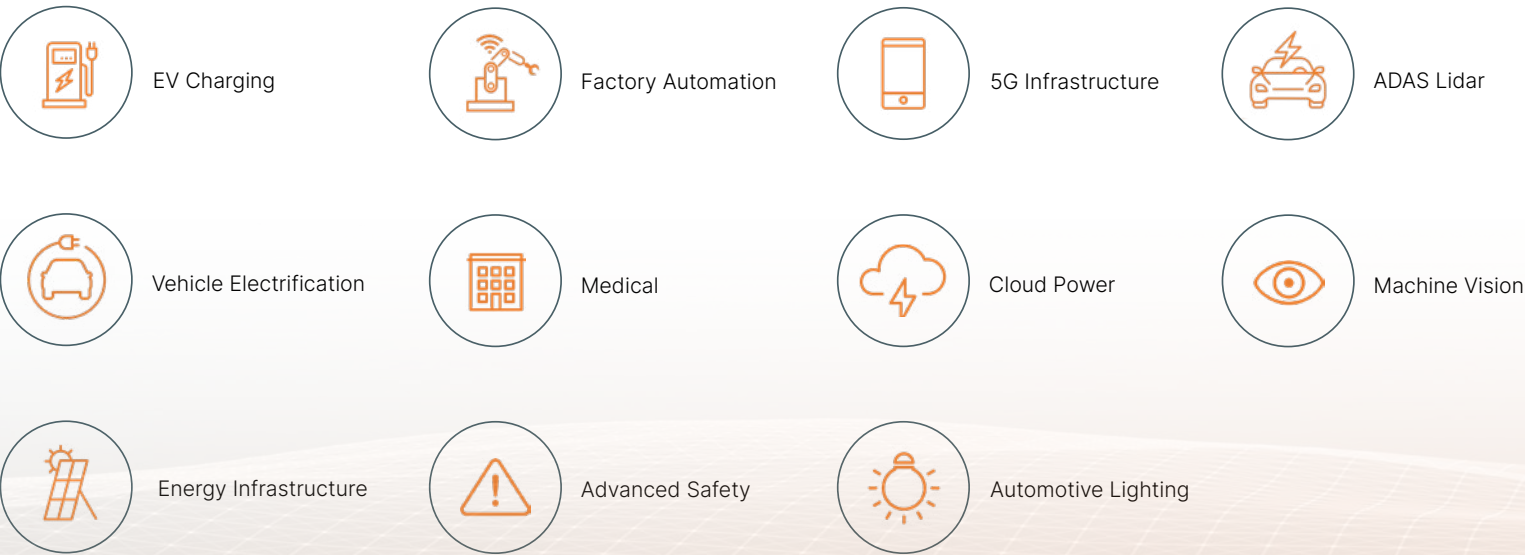 EV Charging
Factory Automation
5G Infrastructure
ADAS Lidar
Vehicle Electrification
Medical
Cloud Power
Machine Vision
Energy Infrastructure
Advanced Safety
Automotive Lighting